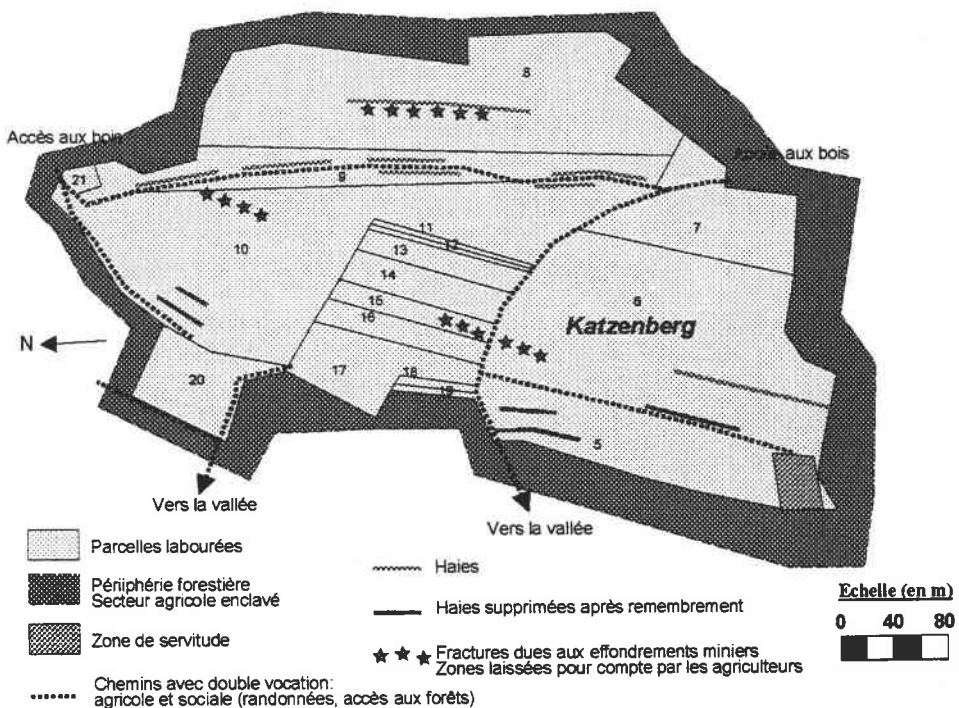 8
Accès aux bois
Accès aux bois
21
9
7
11
12
10
13
14
6
15
Katzenberg
16
N
17
18
20
19
5
Vers la vallée
Vers la vallée
Parcelles labourées
Haies
Périiphérie forestière
Secteur agricole enclavé
Haies supprimées après remembrement
Echelle (en m)
0 40 80
Zone de servitude
Fractures dues aux effondrements miniers
Zones laissées pour compte par les agriculteurs
Chemins avec double vocation:
agricole et sociale (randonnées, accès aux forêts)